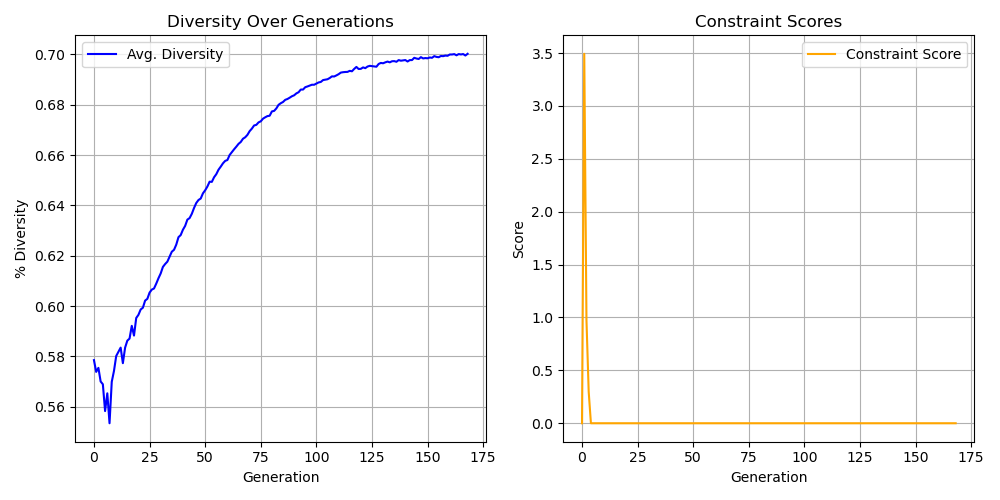 Diversity Over Generations
Avg. Diversity
% Diversity
0.70
0.68
0.66
0.64
0.62
0.60
0.58
0.56
0 25 50 75 100 125 150 175
Generation
Constraint Scores
Constraint Score
Score
3.5
3.0
2.5
2.0
1.5
1.0
0.5
0.0
0 25 50 75 100 125 150 175
Generation